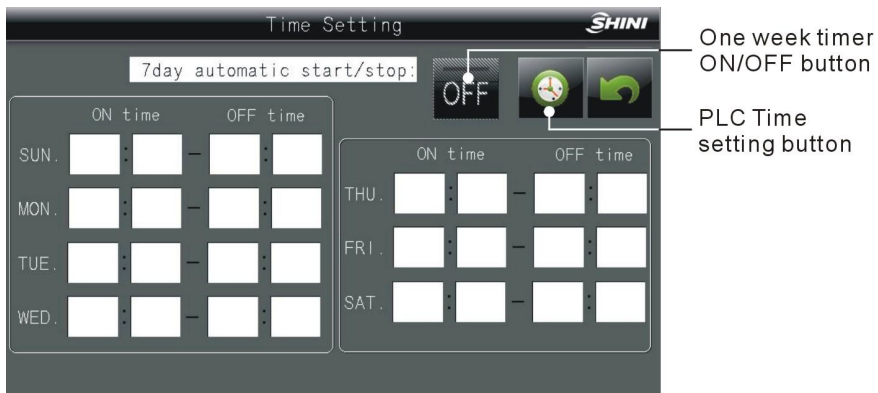 Time Setting
SHINI
7day automatic start/stop:
OFF
One week timer
ON/OFF button
PLC Time
setting button
ON time OFF time
SUN. : - :
MON. : - :
TUE. : - :
WED. : - :
ON time OFF time
THU. : - :
FRI. : - :
SAT. : - :